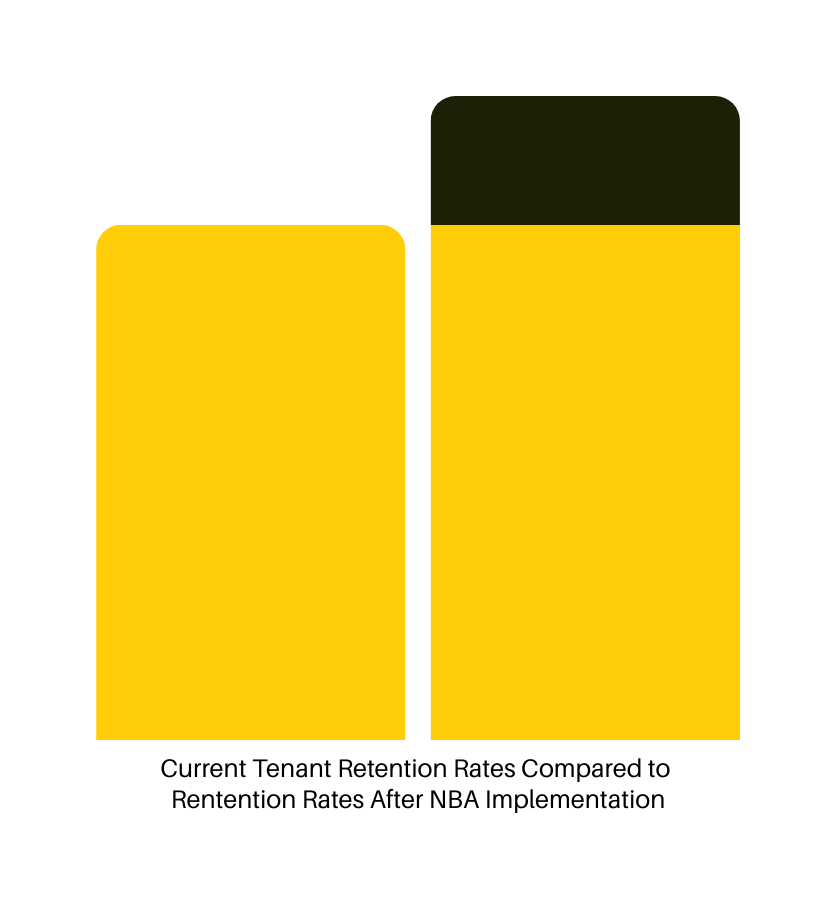 Current Tenant Retention Rates Compared to
Rentention Rates After NBA Implementation